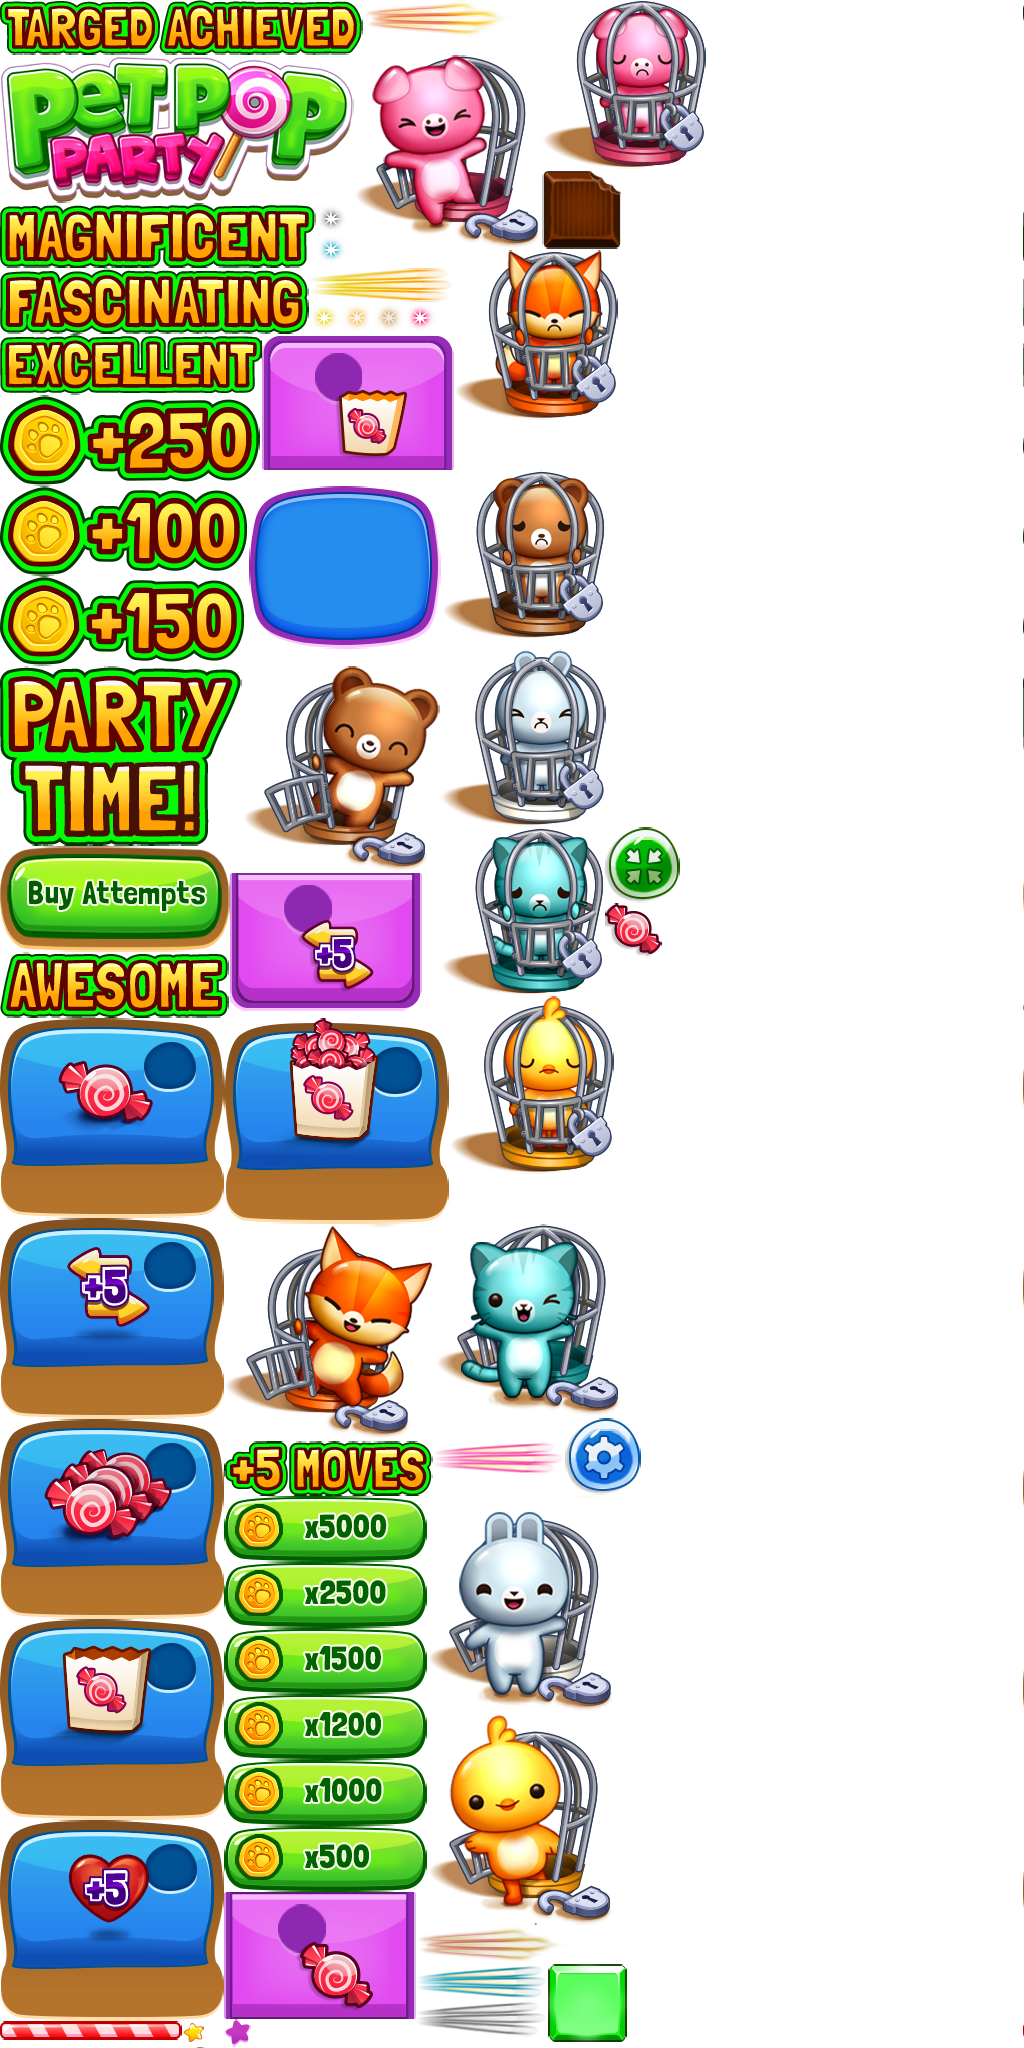 TARGED ACHIEVED
PET POP
PARTY
MAGNIFICENT
FASCINATING
EXCELLENT
+250
+100
+150
PARTY
TIME!
Buy Attempts
+5
AWESOME
+5
+5 MOVES
x5000
x2500
x1500
x1200
x1000
x500
+5